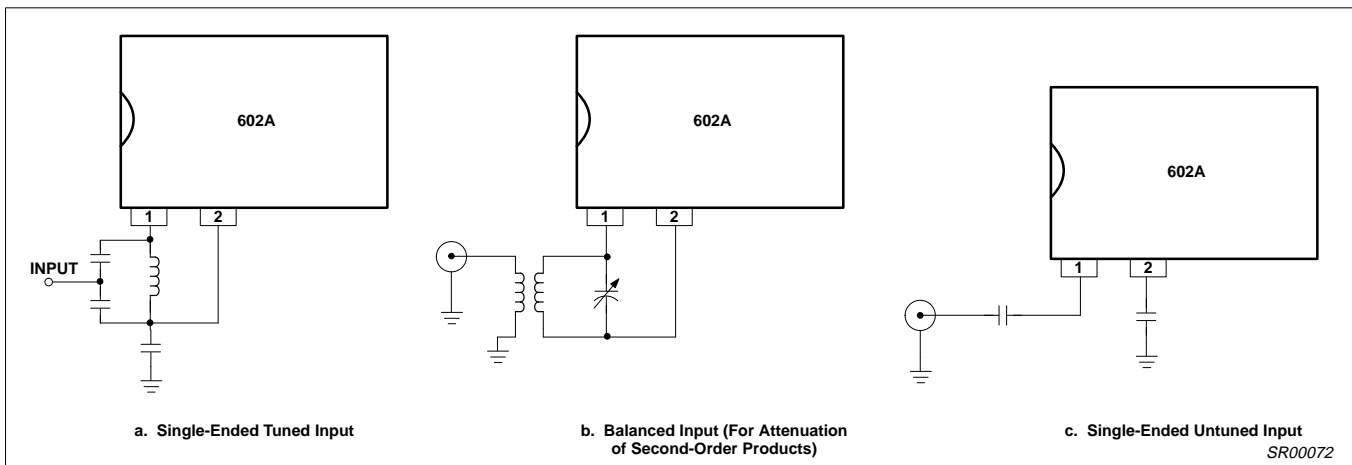 602A
1 2
INPUT
a. Single-Ended Tuned Input
602A
1 2
b. Balanced Input (For Attenuation
of Second-Order Products)
602A
1 2
c. Single-Ended Untuned Input
SR00072